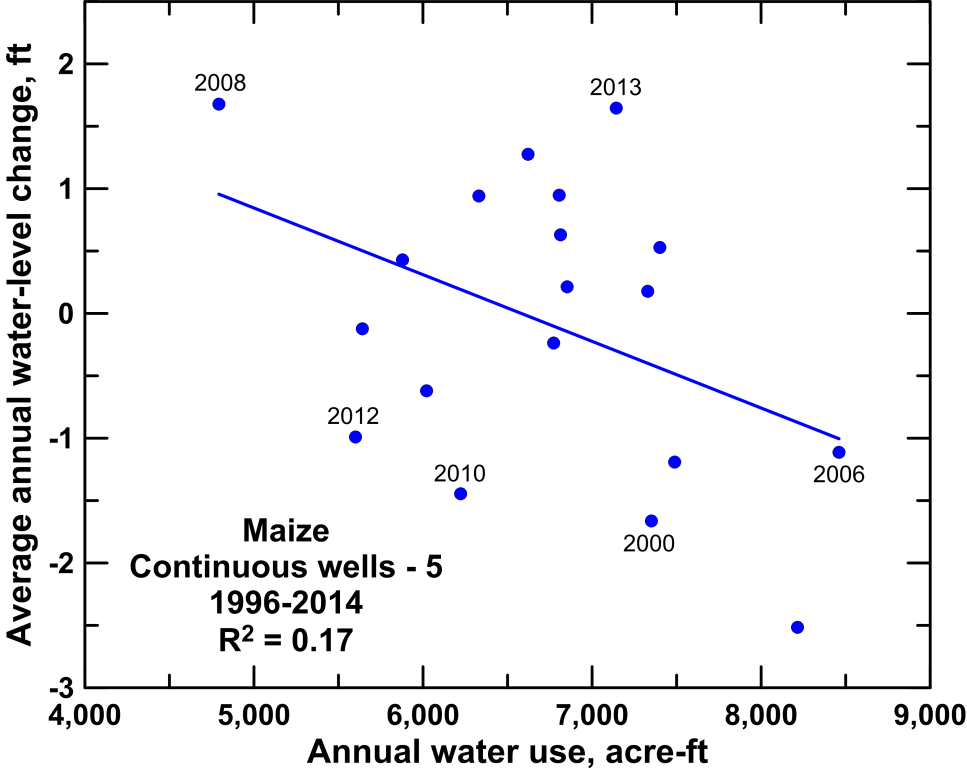 Average annual water-level change, ft
2
1
0
-1
-2
-3
2008
2013
2012
2010
2006
2000
Maize
Continuous wells - 5
1996-2014
R² = 0.17
4,000 5,000 6,000 7,000 8,000 9,000
Annual water use, acre-ft